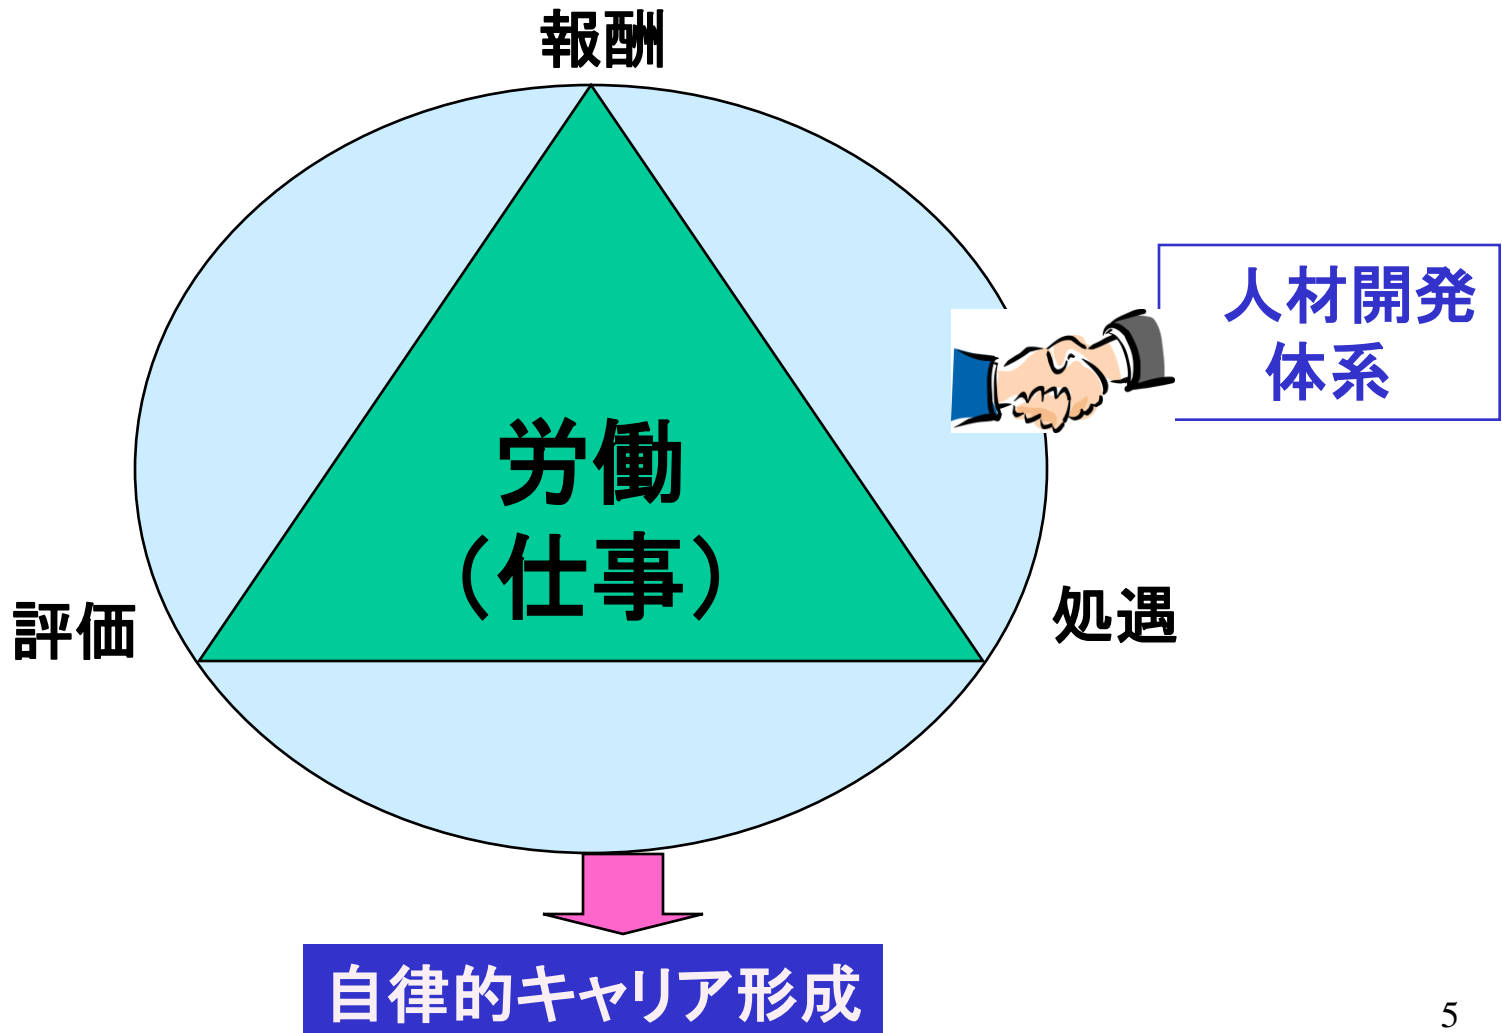 報酬
人材開発
体系
労働
（仕事）
評価
処遇
自律的キャリア形成
5